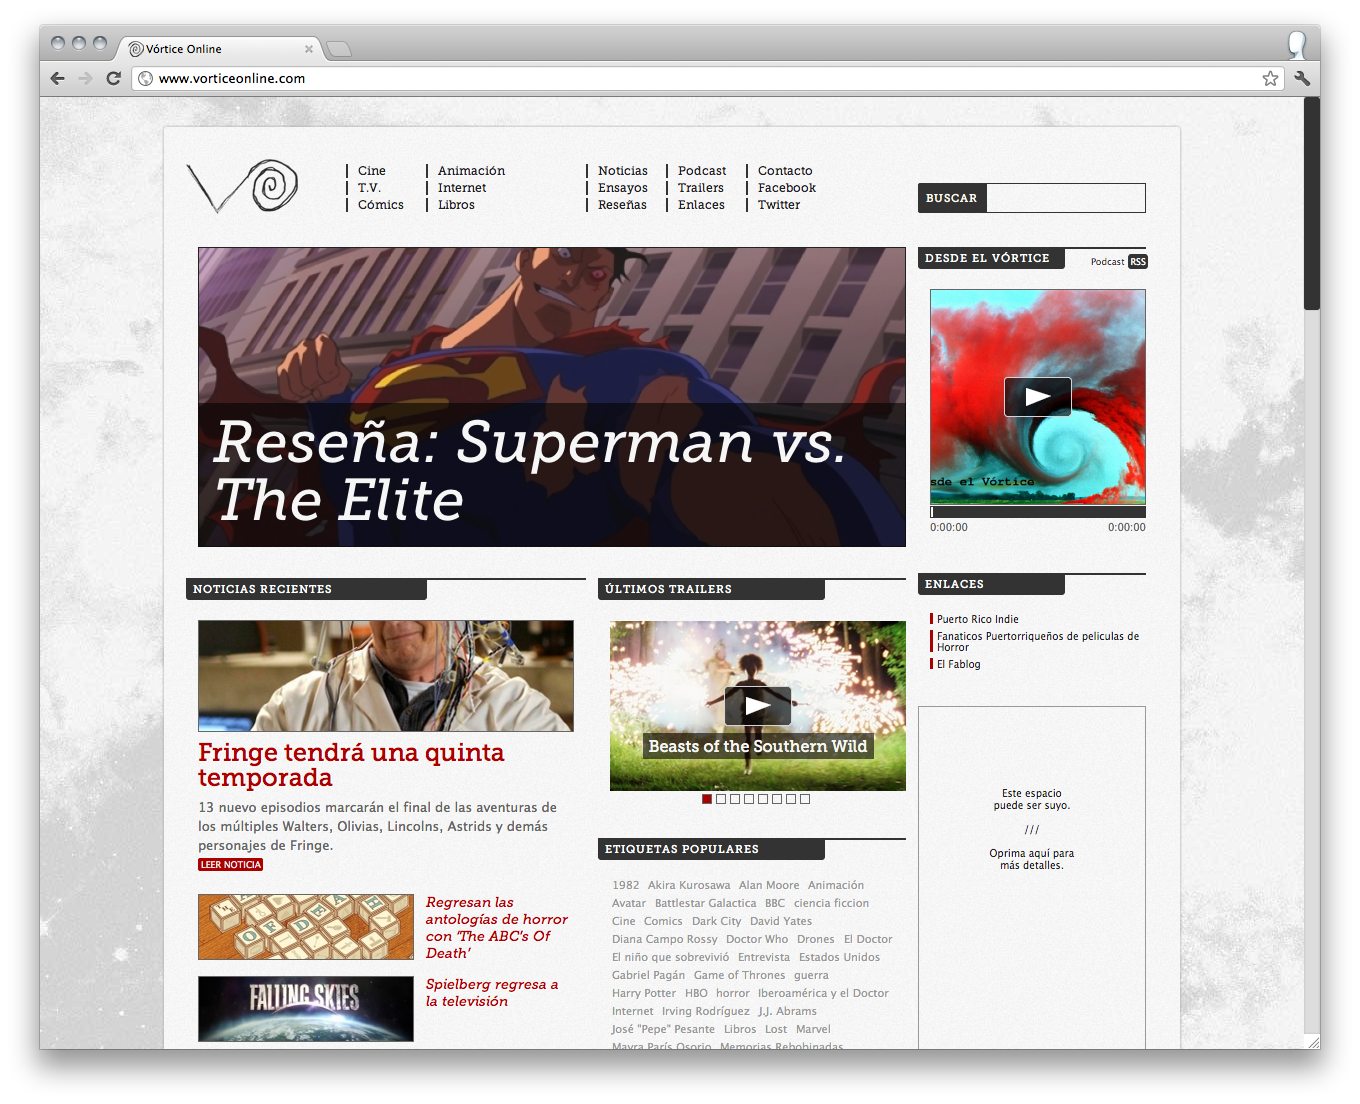 Vórtice Online
www.vorticeonline.com
VO
Cine
T.V.
Cómics
Animación
Internet
Libros
Noticias
Ensayos
Reseñas
Podcast
Trailers
Enlaces
Contacto
Facebook
Twitter
BUSCAR
Reseña: Superman vs.
The Elite
DESDE EL VÓRTICE
Podcast RSS
sde el Vórtice
0:00:00 0:00:00
NOTICIAS RECIENTES
Fringe tendrá una quinta
temporada
13 nuevo episodios marcarán el final de las aventuras de
los múltiples Walters, Olivias, Lincolns, Astrids y demás
personajes de Fringe.
LEER NOTICIA
OF DEATH
Regresan las
antologías de horror
con 'The ABC's Of
Death'
FALLING SKIES
Spielberg regresa a
la televisión
ÚLTIMOS TRAILERS
Beasts of the Southern Wild
ETIQUETAS POPULARES
1982 Akira Kurosawa Alan Moore Animación
Avatar Battlestar Galactica BBC ciencia ficcion
Cine Comics Dark City David Yates
Diana Campo Rossy Doctor Who Drones El Doctor
El niño que sobrevivió Entrevista Estados Unidos
Gabriel Pagán Game of Thrones guerra
Harry Potter HBO horror Iberoamérica y el Doctor
Internet Irving Rodríguez J.J. Abrams
José "Pepe" Pesante Libros Lost Marvel
Mayra París Osorio Memorias Rebobinadas
ENLACES
Puerto Rico Indie
Fanaticos Puertorriqueños de peliculas de
Horror
El Fablog
Este espacio
puede ser suyo.
///
Oprima aquí para
más detalles.